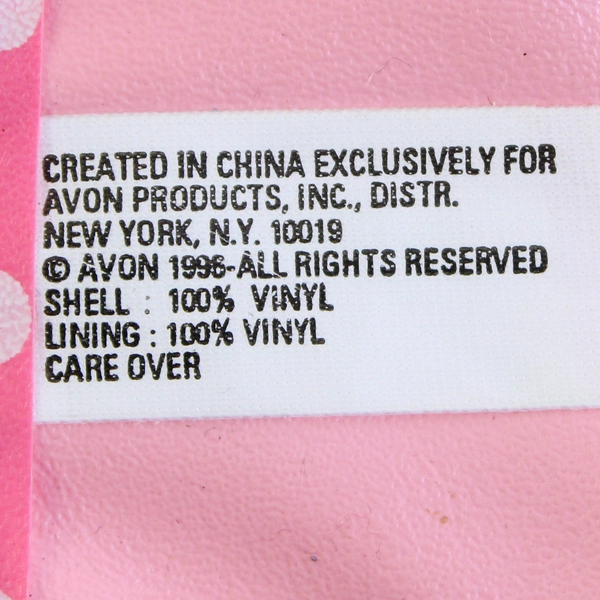 CREATED IN CHINA EXCLUSIVELY FOR
AVON PRODUCTS, INC., DISTR.
NEW YORK, N.Y. 10019
© AVON 1996-ALL RIGHTS RESERVED
SHELL : 100% VINYL
LINING : 100% VINYL
CARE OVER